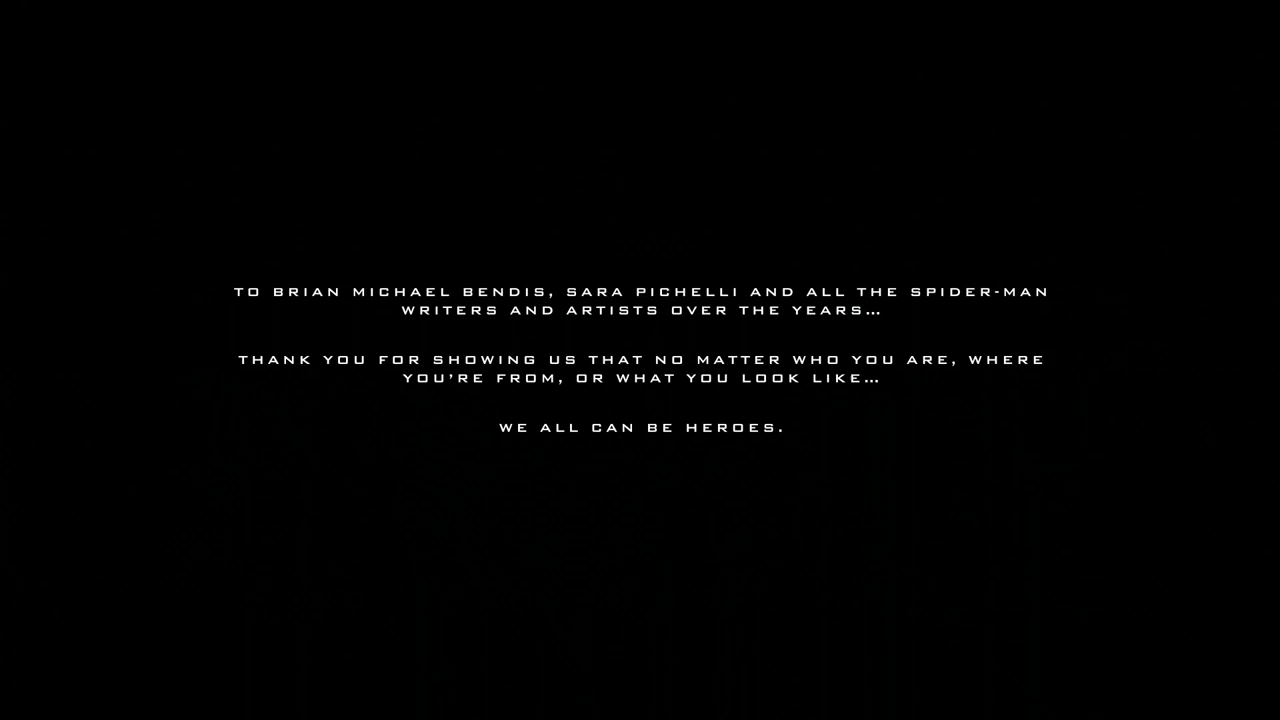 TO BRIAN MICHAEL BENDIS, SARA PICHELLI AND ALL THE SPIDER-MAN
WRITERS AND ARTISTS OVER THE YEARS...
THANK YOU FOR SHOWING US THAT NO MATTER WHO YOU ARE, WHERE
YOU'RE FROM, OR WHAT YOU LOOK LIKE...
WE ALL CAN BE HEROES.